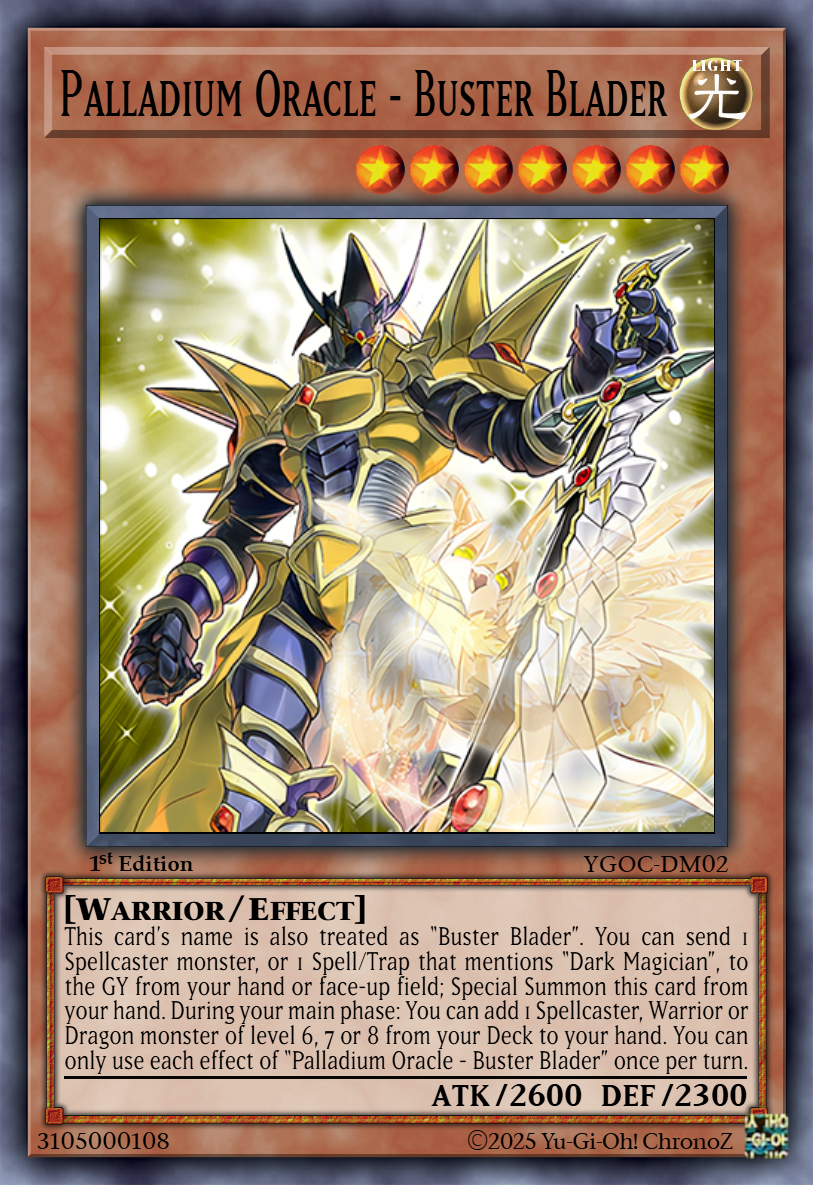 PALLADIUM ORACLE - BUSTER BLADER
LIGHT
光
1st Edition
YGOC-DM02
[WARRIOR/EFFECT]
This card's name is also treated as "Buster Blader". You can send 1
Spellcaster monster, or 1 Spell/Trap that mentions "Dark Magician", to
the GY from your hand or face-up field; Special Summon this card from
your hand. During your main phase: You can add 1 Spellcaster, Warrior or
Dragon monster of level 6, 7 or 8 from your Deck to your hand. You can
only use each effect of "Palladium Oracle - Buster Blader" once per turn.
ATK/2600 DEF/2300
3105000108
©2025 Yu-Gi-Oh! ChronoZ